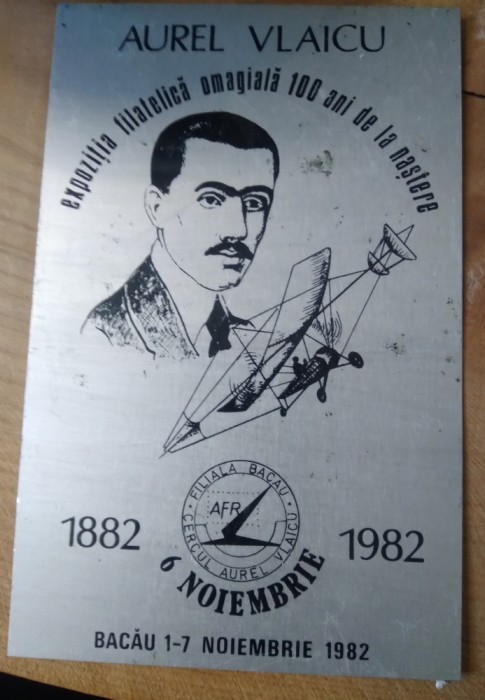 AUREL VLAICU
expoziția filatelică omagială 100 ani de la naștere
FILIALA BACĂU
AFR
CERCUL AUREL VLAICU
1882
1982
6 NOIEMBRIE
BACĂU 1-7 NOIEMBRIE 1982